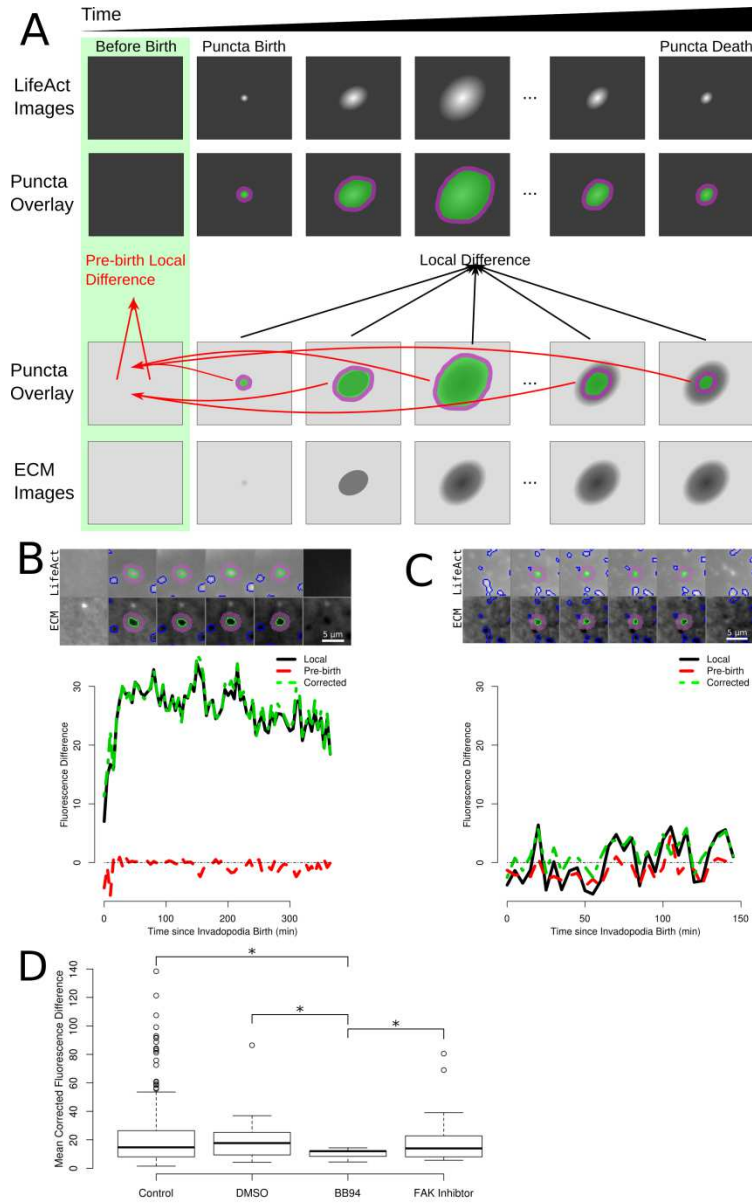 A
Time
Before Birth
Puncta Birth
Puncta Death
LifeAct
Images
...
Puncta
Overlay
...
Pre-birth Local
Difference
Local Difference
Puncta
Overlay
...
ECM
Images
...
B
LifeAct
ECM
5 µm
Local
Pre-birth
Corrected
Fluorescence Difference
30
20
10
0
0
100
200
300
Time since Invadopodia Birth (min)
C
LifeAct
ECM
5 µm
Local
Pre-birth
Corrected
Fluorescence Difference
30
20
10
0
0
50
100
150
Time since Invadopodia Birth (min)
D
Mean Corrected Fluorescence Difference
140
120
100
80
60
40
20
0
*
*
*
Control
DMSO
BB94
FAK Inhibtor